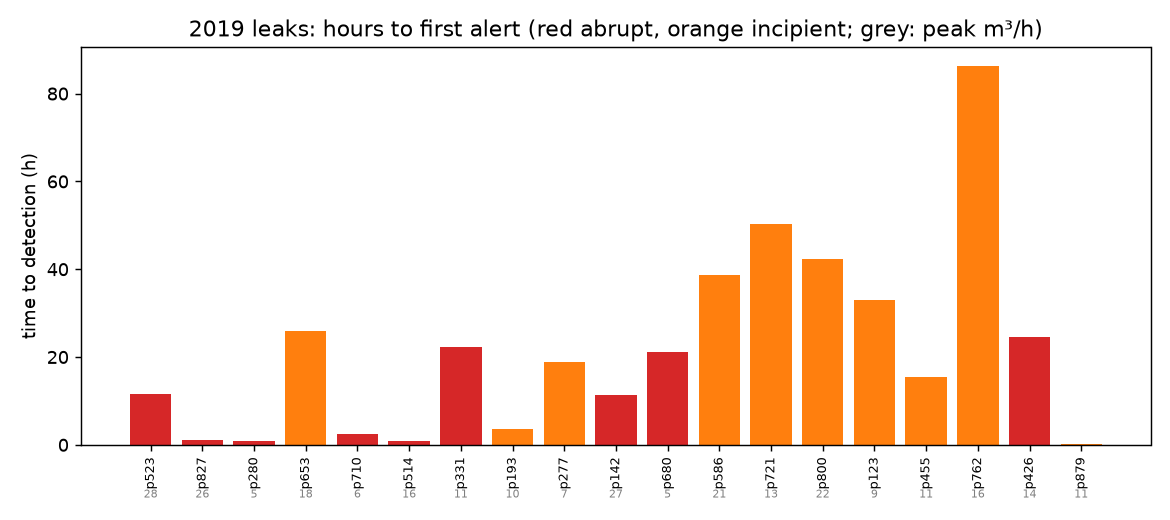 2019 leaks: hours to first alert (red abrupt, orange incipient; grey: peak m³/h)
time to detection (h)
80
60
40
20
0
p523 p827 p280 p653 p710 p514 p331 p193 p277 p142 p680 p586 p721 p800 p123 p455 p762 p426 p879
28 26 5 18 6 16 11 10 7 27 5 21 13 22 9 11 16 14 11